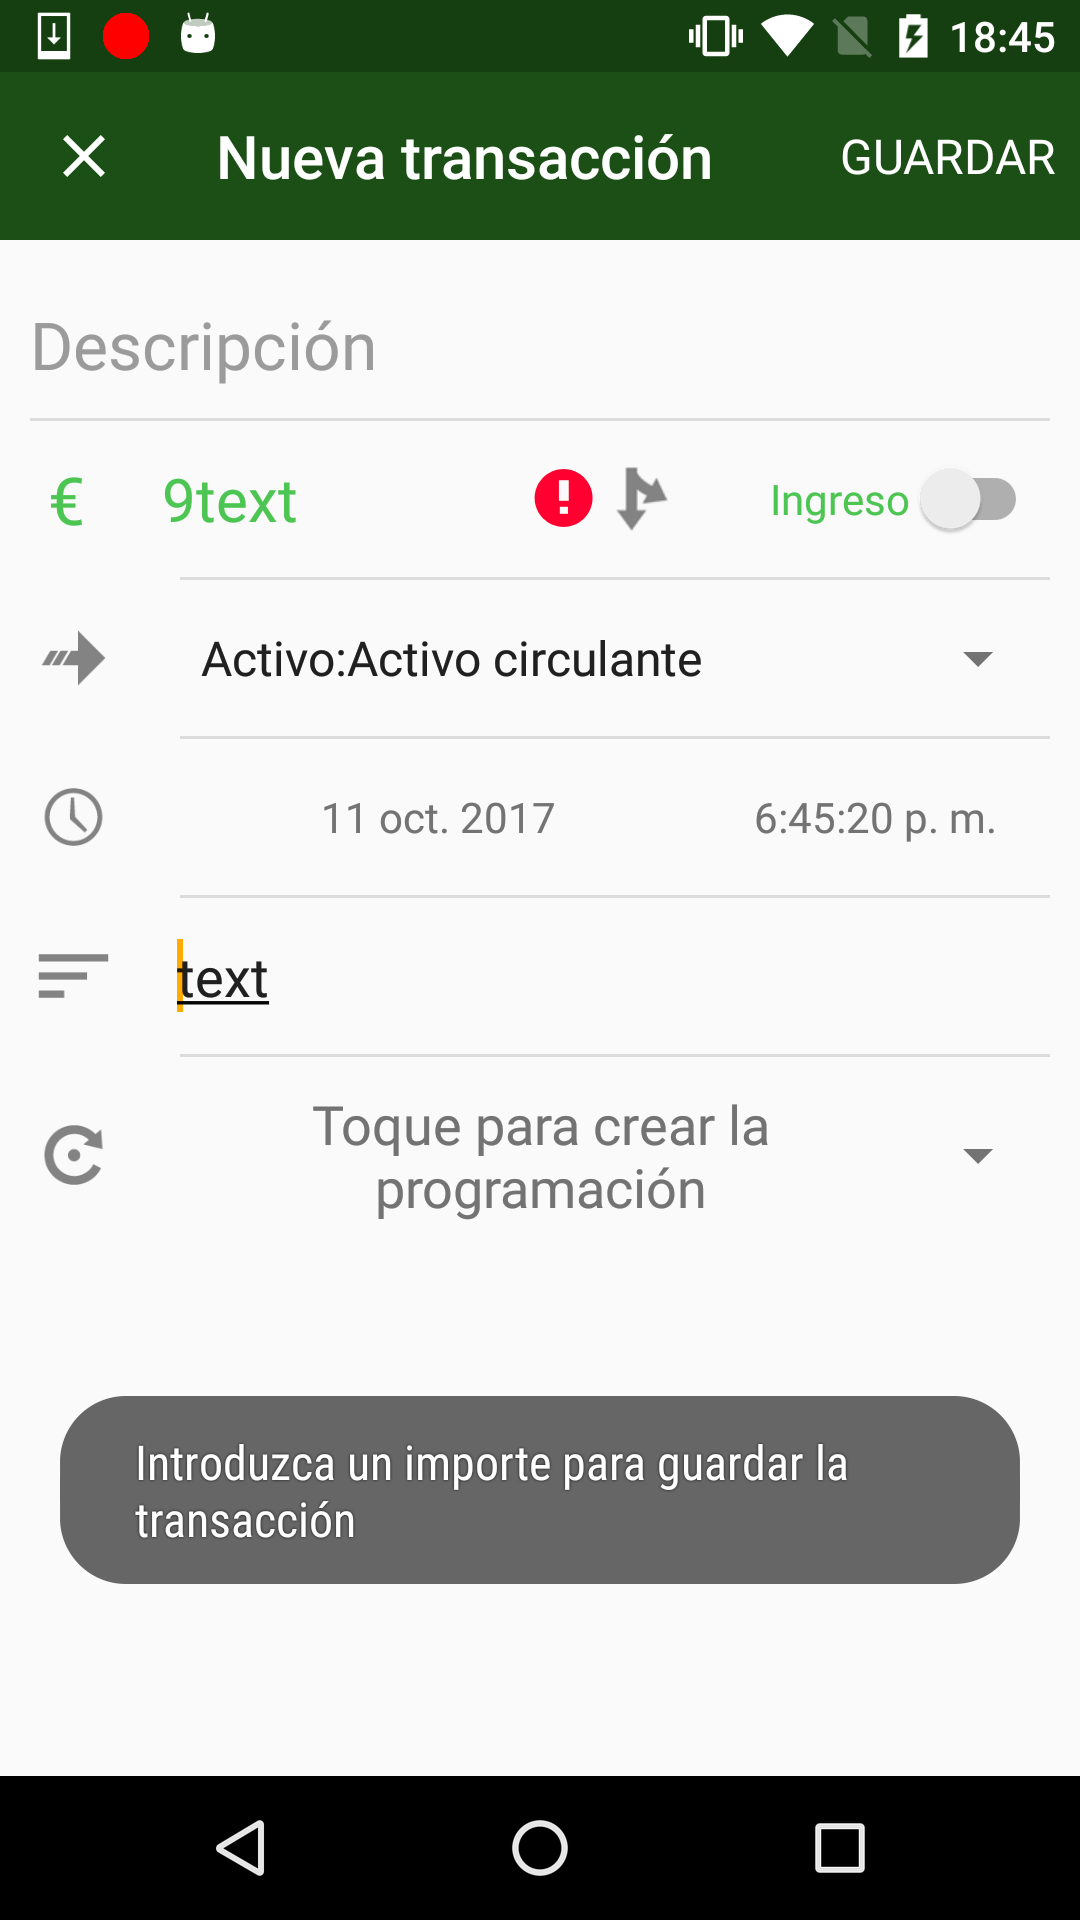 18:45
Nueva transacción
GUARDAR
Descripción
€ 9text
Ingreso
Activo:Activo circulante
11 oct. 2017
6:45:20 p. m.
text
Toque para crear la
programación
Introduzca un importe para guardar la
transacción